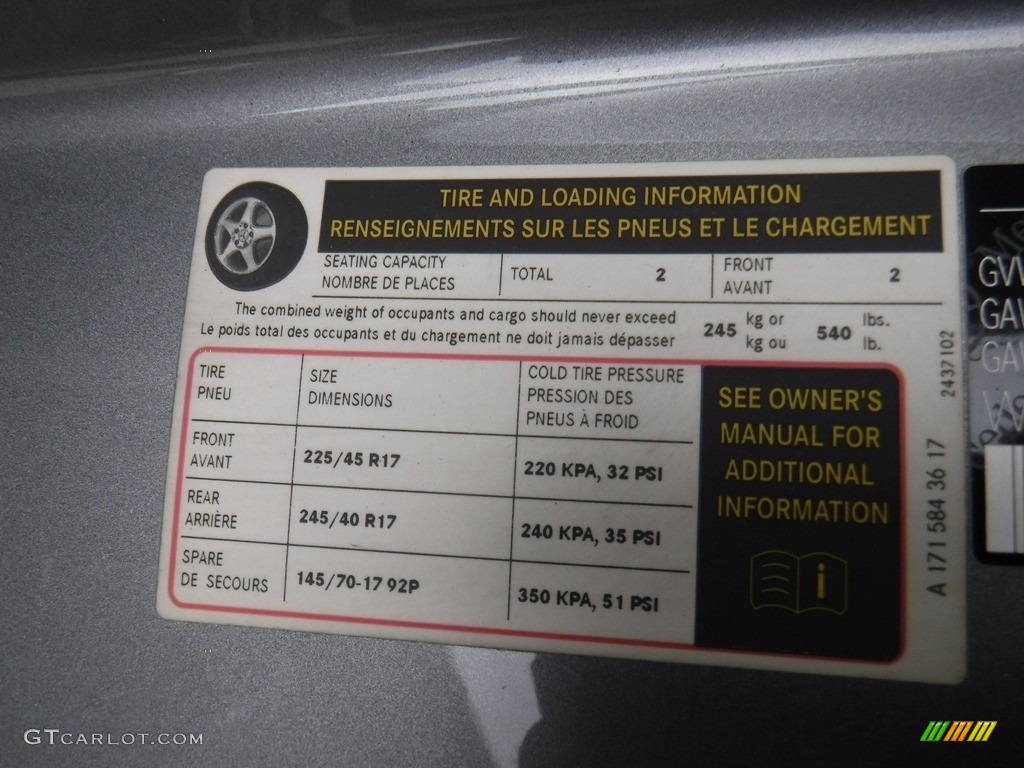 TIRE AND LOADING INFORMATION
RENSEIGNEMENTS SUR LES PNEUS ET LE CHARGEMENT
SEATING CAPACITY
NOMBRE DE PLACES
TOTAL 2
FRONT
AVANT
2
The combined weight of occupants and cargo should never exceed
Le poids total des occupants et du chargement ne doit jamais dépasser
245
kg or
kg ou
540
lbs.
lb.
TIRE
PNEU
SIZE
DIMENSIONS
COLD TIRE PRESSURE
PRESSION DES
PNEUS À FROID
FRONT
AVANT
225/45 R17
220 KPA, 32 PSI
REAR
ARRIÈRE
245/40 R17
240 KPA, 35 PSI
SPARE
DE SECOURS
145/70-17 92P
350 KPA, 51 PSI
SEE OWNER'S
MANUAL FOR
ADDITIONAL
INFORMATION
i
2437102
A 171 584 36 17
GTCARLOT.COM